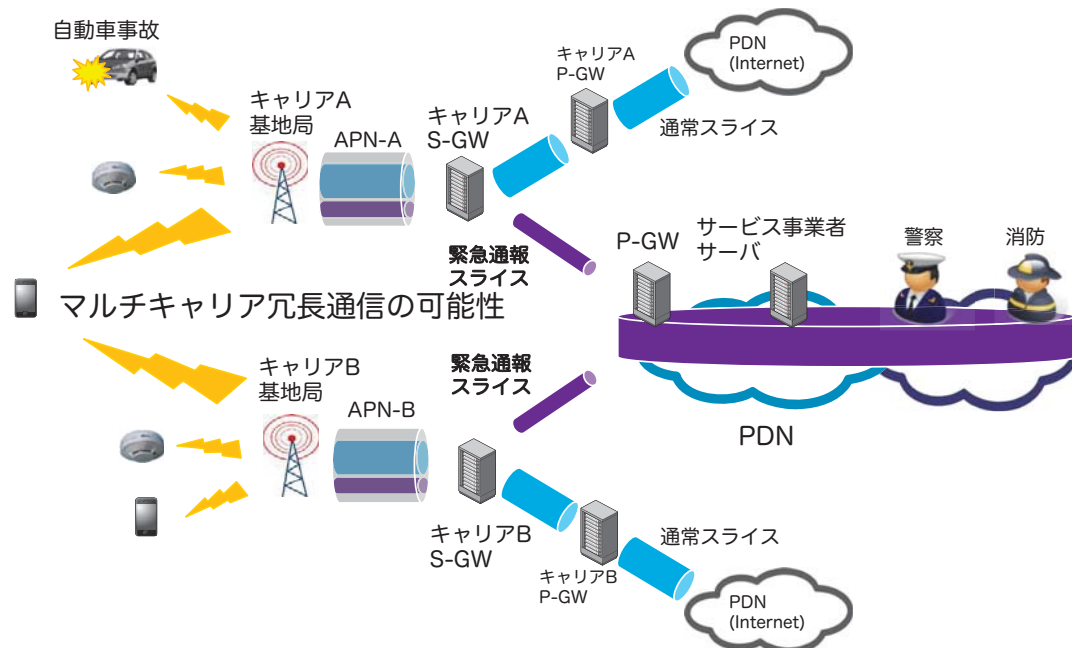 自動車事故
キャリアA
基地局
APN-A
キャリアA
S-GW
キャリアA
P-GW
PDN
(Internet)
通常スライス
緊急通報
スライス
P-GW
サービス事業者
サーバ
警察
消防
マルチキャリア冗長通信の可能性
キャリアB
基地局
APN-B
緊急通報
スライス
PDN
キャリアB
S-GW
キャリアB
P-GW
通常スライス
PDN
(Internet)